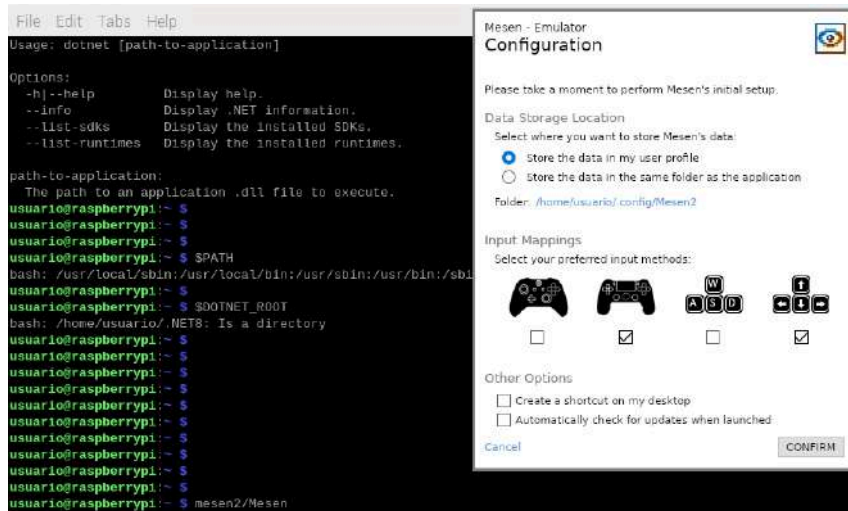 File Edit Tabs Help
Usage: dotnet [path-to-application]
Options:
-h|--help Display help.
--info Display .NET information.
--list-sdks Display the installed SDKs.
--list-runtimes Display the installed runtimes.
path-to-application:
The path to an application .dll file to execute.
usuario@raspberrypi:~ $
usuario@raspberrypi:~ $
usuario@raspberrypi:~ $
usuario@raspberrypi:~ $ $PATH
bash: /usr/local/sbin:/usr/local/bin:/usr/sbin:/usr/bin:/sbi
usuario@raspberrypi:~ $
usuario@raspberrypi:~ $ $DOTNET_ROOT
bash: /home/usuario/.NET8: Is a directory
usuario@raspberrypi:~ $
usuario@raspberrypi:~ $
usuario@raspberrypi:~ $
usuario@raspberrypi:~ $
usuario@raspberrypi:~ $
usuario@raspberrypi:~ $
usuario@raspberrypi:~ $
usuario@raspberrypi:~ $
usuario@raspberrypi:~ $
usuario@raspberrypi:~ $ mesen2/Mesen
Mesen - Emulator
Configuration
Please take a moment to perform Mesen's initial setup.
Data Storage Location
Select where you want to store Mesen's data:
Store the data in my user profile
Store the data in the same folder as the application
Folder: /home/usuario/.config/Mesen2
Input Mappings
Select your preferred input methods:
W
A S D
Other Options
Create a shortcut on my desktop
Automatically check for updates when launched
Cancel CONFIRM